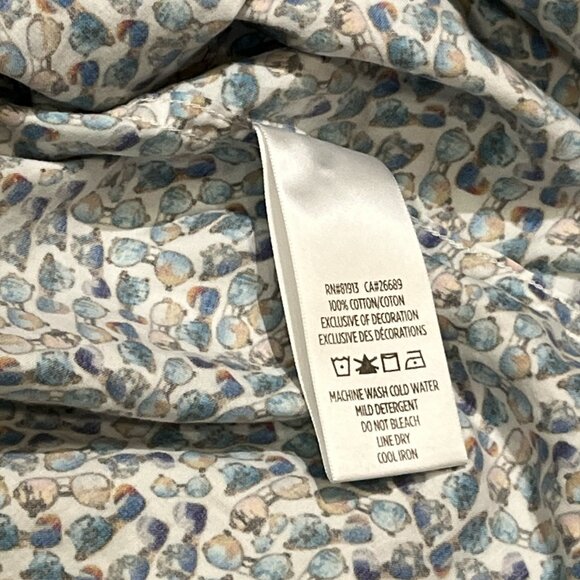 RN#81913 CA#26689
100% COTTON/COTON
EXCLUSIVE OF DECORATION
EXCLUSIVE DES DÉCORATIONS
MACHINE WASH COLD WATER
MILD DETERGENT
DO NOT BLEACH
LINE DRY
COOL IRON